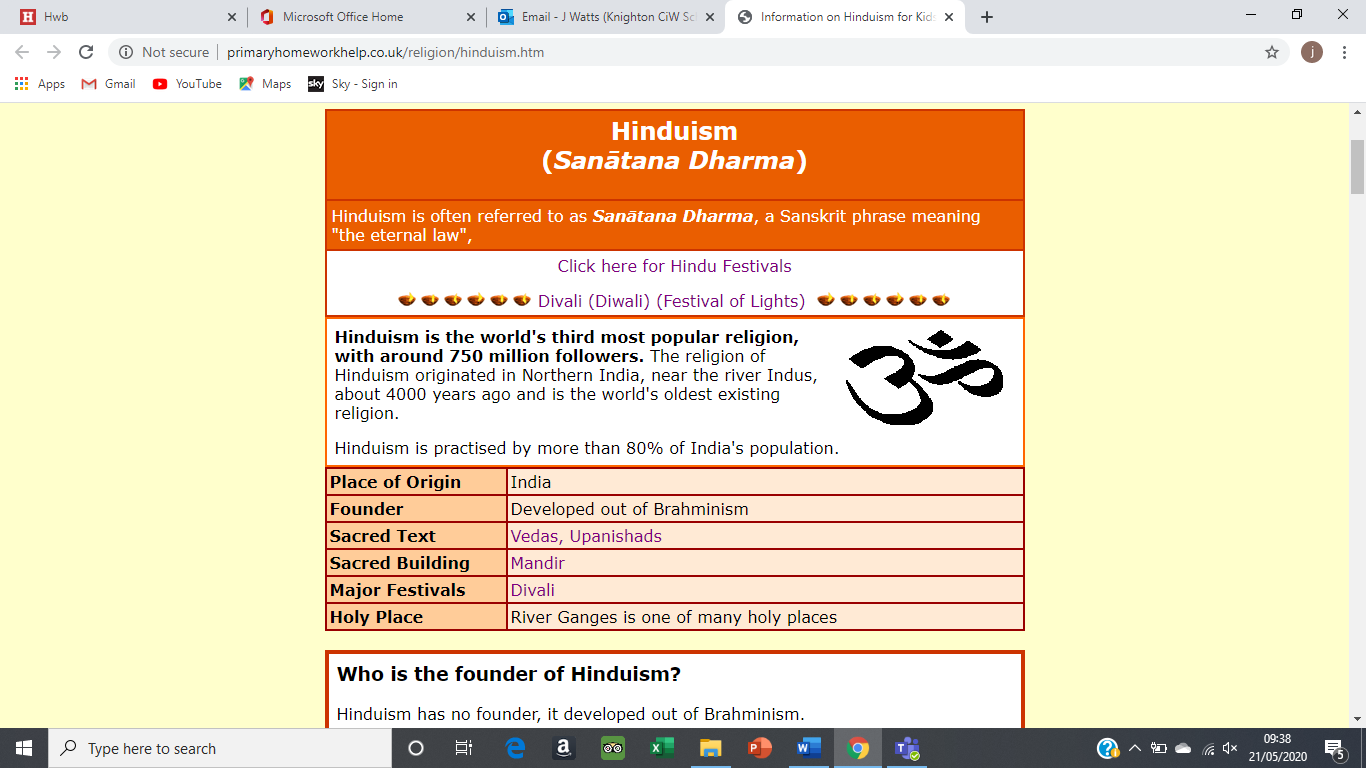 Hwb
Microsoft Office Home
Email - J Watts (Knighton CiW Sc
Information on Hinduism for Kid
Not secure
primaryhomeworkhelp.co.uk/religion/hinduism.htm
j
Apps
Gmail
YouTube
Maps
sky
Sky - Sign in
Hinduism
(Sanātana Dharma)
Hinduism is often referred to as Sanātana Dharma, a Sanskrit phrase meaning
"the eternal law",
Click here for Hindu Festivals
Divali (Diwali) (Festival of Lights)
Hinduism is the world's third most popular religion,
with around 750 million followers. The religion of
Hinduism originated in Northern India, near the river Indus,
about 4000 years ago and is the world's oldest existing
religion.
ॐ
Hinduism is practised by more than 80% of India's population.
Place of Origin India
Founder Developed out of Brahminism
Sacred Text Vedas, Upanishads
Sacred Building Mandir
Major Festivals Divali
Holy Place River Ganges is one of many holy places
Who is the founder of Hinduism?
Hinduism has no founder, it developed out of Brahminism.
Type here to search
09:38
21/05/2020
5